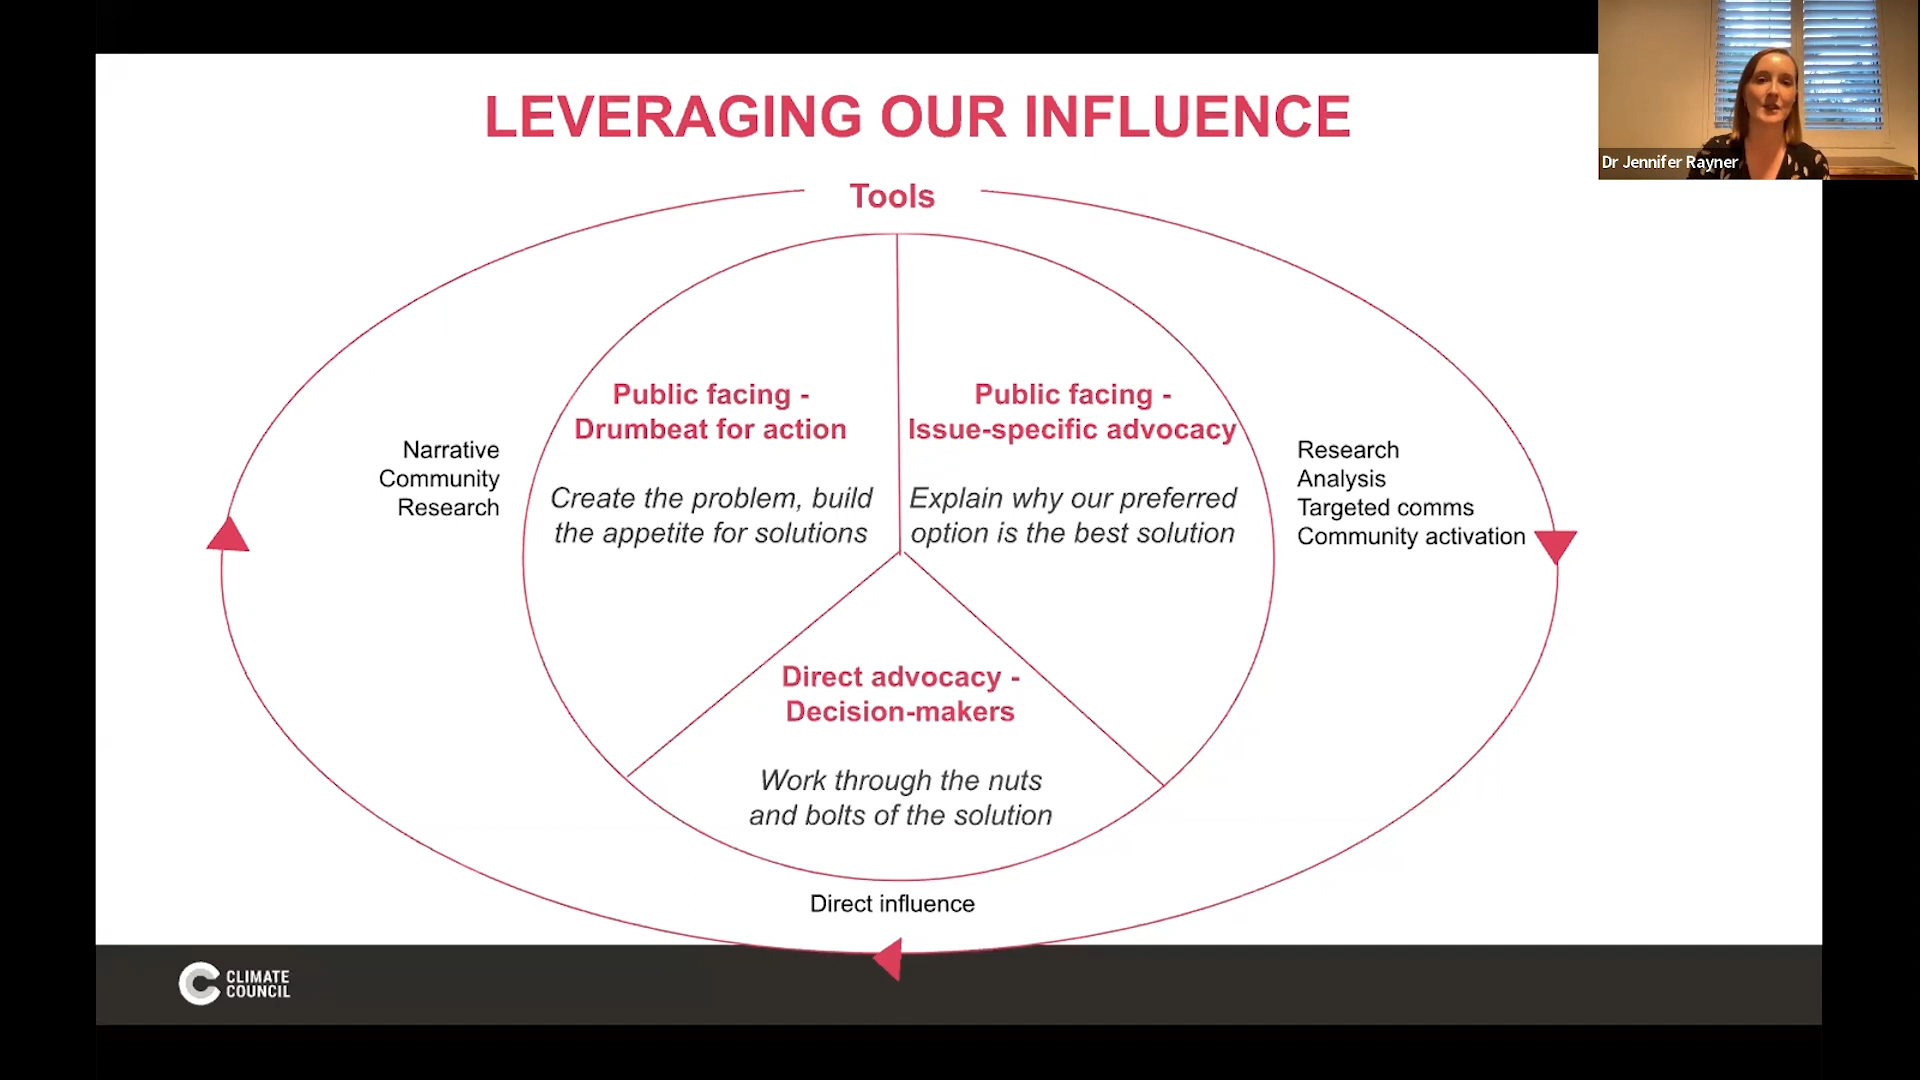 LEVERAGING OUR INFLUENCE
Dr Jennifer Rayner
Tools
Public facing -
Drumbeat for action
Create the problem, build
the appetite for solutions
Public facing -
Issue-specific advocacy
Explain why our preferred
option is the best solution
Narrative
Community
Research
Research
Analysis
Targeted comms
Community activation
Direct advocacy -
Decision-makers
Work through the nuts
and bolts of the solution
Direct influence
CLIMATE
COUNCIL